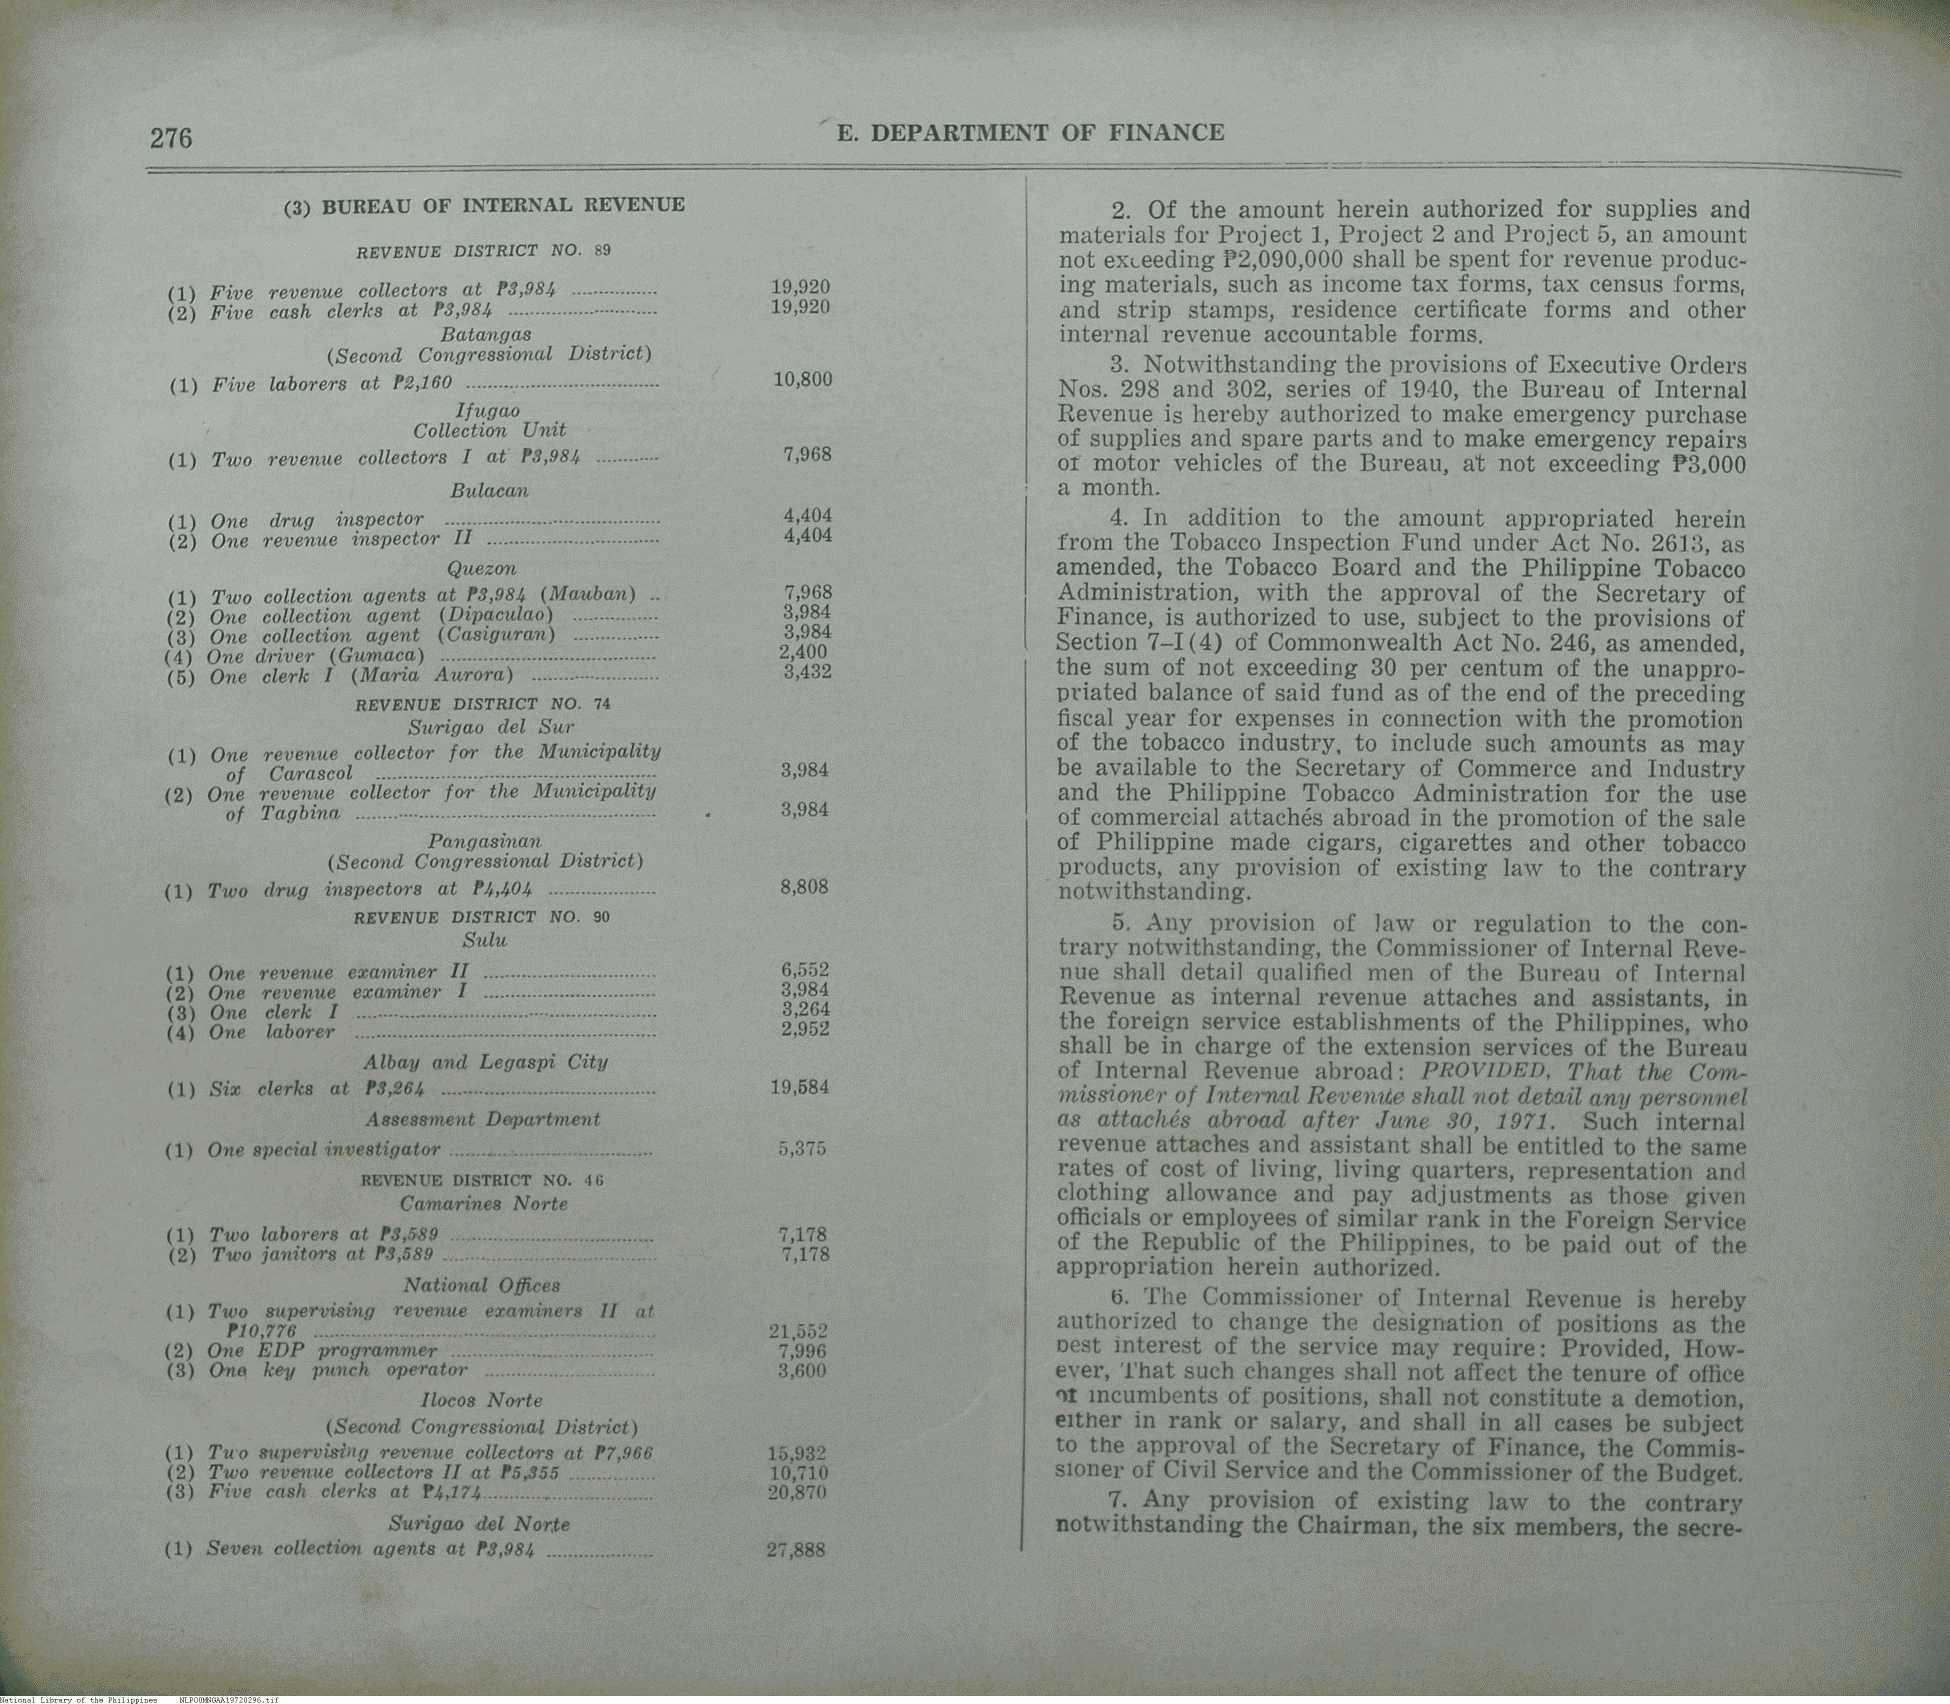 276
E. DEPARTMENT OF FINANCE
(3) BUREAU OF INTERNAL REVENUE
REVENUE DISTRICT NO. 89
(1) Five revenue collectors at ₱3,984 ................ 19,920
(2) Five cash clerks at ₱3,984 ............................ 19,920
Batangas
(Second Congressional District)
(1) Five laborers at ₱2,160 .................................... 10,800
Ifugao
Collection Unit
(1) Two revenue collectors I at ₱3,984 ............ 7,968
Bulacan
(1) One drug inspector ........................................ 4,404
(2) One revenue inspector II ................................ 4,404
Quezon
(1) Two collection agents at ₱3,984 (Mauban) .. 7,968
(2) One collection agent (Dipaculao) ................ 3,984
(3) One collection agent (Casiguran) ................ 3,984
(4) One driver (Gumaca) ........................................ 2,400
(5) One clerk I (Maria Aurora) ........................ 3,432
REVENUE DISTRICT NO. 74
Surigao del Sur
(1) One revenue collector for the Municipality
of Carascol .................................................... 3,984
(2) One revenue collector for the Municipality
of Tagbina ........................................................ 3,984
Pangasinan
(Second Congressional District)
(1) Two drug inspectors at ₱4,404 .................... 8,808
REVENUE DISTRICT NO. 90
Sulu
(1) One revenue examiner II ................................ 6,552
(2) One revenue examiner I ................................ 3,984
(3) One clerk I ........................................................ 3,264
(4) One laborer ........................................................ 2,952
Albay and Legaspi City
(1) Six clerks at ₱3,264 ........................................ 19,584
Assessment Department
(1) One special investigator ...................................... 5,375
REVENUE DISTRICT NO. 46
Camarines Norte
(1) Two laborers at ₱3,589 ...................................... 7,178
(2) Two janitors at ₱3,589 ........................................ 7,178
National Offices
(1) Two supervising revenue examiners II at
₱10,776 ................................................................ 21,552
(2) One EDP programmer ...................................... 7,996
(3) One key punch operator ................................ 3,600
Ilocos Norte
(Second Congressional District)
(1) Two supervising revenue collectors at ₱7,966 15,932
(2) Two revenue collectors II at ₱5,355 ................ 10,710
(3) Five cash clerks at ₱4,174................................ 20,870
Surigao del Norte
(1) Seven collection agents at ₱3,984 .................... 27,888
2. Of the amount herein authorized for supplies and
materials for Project 1, Project 2 and Project 5, an amount
not exceeding ₱2,090,000 shall be spent for revenue produc-
ing materials, such as income tax forms, tax census forms,
and strip stamps, residence certificate forms and other
internal revenue accountable forms.
3. Notwithstanding the provisions of Executive Orders
Nos. 298 and 302, series of 1940, the Bureau of Internal
Revenue is hereby authorized to make emergency purchase
of supplies and spare parts and to make emergency repairs
of motor vehicles of the Bureau, at not exceeding ₱3,000
a month.
4. In addition to the amount appropriated herein
from the Tobacco Inspection Fund under Act No. 2613, as
amended, the Tobacco Board and the Philippine Tobacco
Administration, with the approval of the Secretary of
Finance, is authorized to use, subject to the provisions of
Section 7–I(4) of Commonwealth Act No. 246, as amended,
the sum of not exceeding 30 per centum of the unappro-
priated balance of said fund as of the end of the preceding
fiscal year for expenses in connection with the promotion
of the tobacco industry, to include such amounts as may
be available to the Secretary of Commerce and Industry
and the Philippine Tobacco Administration for the use
of commercial attachés abroad in the promotion of the sale
of Philippine made cigars, cigarettes and other tobacco
products, any provision of existing law to the contrary
notwithstanding.
5. Any provision of law or regulation to the con-
trary notwithstanding, the Commissioner of Internal Reve-
nue shall detail qualified men of the Bureau of Internal
Revenue as internal revenue attaches and assistants, in
the foreign service establishments of the Philippines, who
shall be in charge of the extension services of the Bureau
of Internal Revenue abroad: PROVIDED, That the Com-
missioner of Internal Revenue shall not detail any personnel
as attachés abroad after June 30, 1971. Such internal
revenue attaches and assistant shall be entitled to the same
rates of cost of living, living quarters, representation and
clothing allowance and pay adjustments as those given
officials or employees of similar rank in the Foreign Service
of the Republic of the Philippines, to be paid out of the
appropriation herein authorized.
6. The Commissioner of Internal Revenue is hereby
authorized to change the designation of positions as the
best interest of the service may require: Provided, How-
ever, That such changes shall not affect the tenure of office
of incumbents of positions, shall not constitute a demotion,
either in rank or salary, and shall in all cases be subject
to the approval of the Secretary of Finance, the Commis-
sioner of Civil Service and the Commissioner of the Budget.
7. Any provision of existing law to the contrary
notwithstanding the Chairman, the six members, the secre-
National Library of the Philippines NLPO0MNGAA19720296.tif